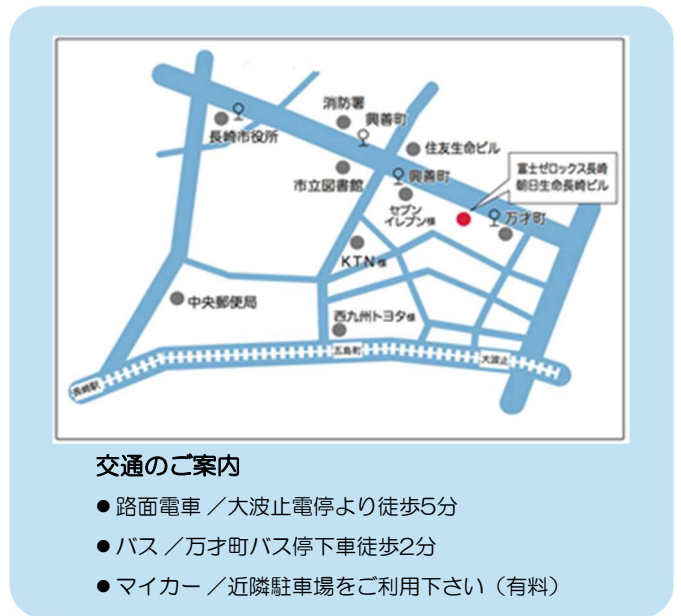 消防署
興善町
長崎市役所
住友生命ビル
富士ゼロックス長崎
朝日生命長崎ビル
市立図書館
興善町
セブン
イレブン様
万才町
KTN様
中央郵便局
西九州トヨタ様
五島町
大波止
長崎駅
交通のご案内
● 路面電車 ／大波止電停より徒歩5分
● バス ／万才町バス停下車徒歩2分
● マイカー ／近隣駐車場をご利用下さい（有料）